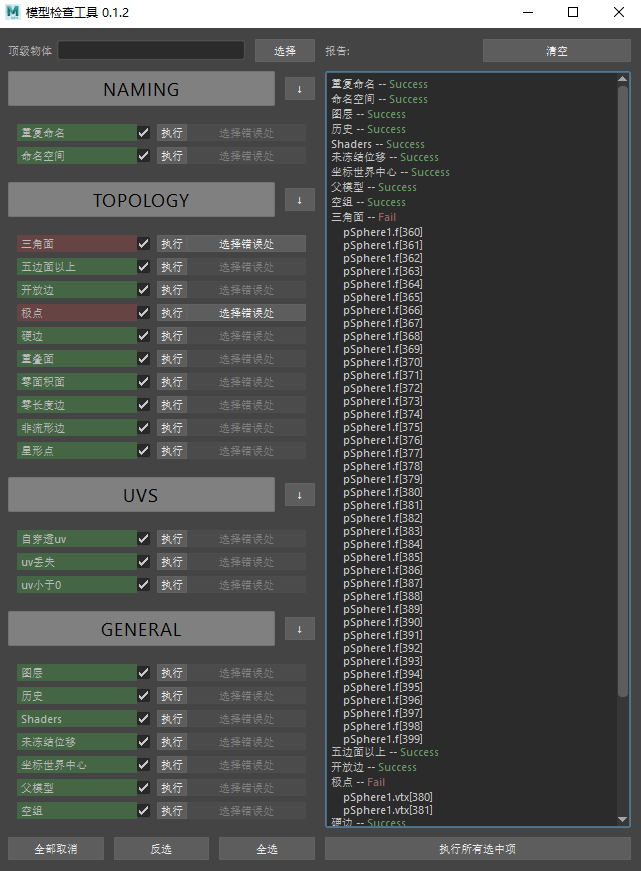 模型检查工具 0.1.2
顶级物体
选择
NAMING
↓
重复命名 执行 选择错误处
命名空间 执行 选择错误处
TOPOLOGY
↓
三角面 执行 选择错误处
五边面以上 执行 选择错误处
开放边 执行 选择错误处
极点 执行 选择错误处
硬边 执行 选择错误处
重叠面 执行 选择错误处
零面积面 执行 选择错误处
零长度边 执行 选择错误处
非流形边 执行 选择错误处
星形点 执行 选择错误处
UVS
↓
自穿透uv 执行 选择错误处
uv丢失 执行 选择错误处
uv小于0 执行 选择错误处
GENERAL
↓
图层 执行 选择错误处
历史 执行 选择错误处
Shaders 执行 选择错误处
未冻结位移 执行 选择错误处
坐标世界中心 执行 选择错误处
父模型 执行 选择错误处
空组 执行 选择错误处
全部取消
反选
全选
报告:
清空
重复命名 -- Success
命名空间 -- Success
图层 -- Success
历史 -- Success
Shaders -- Success
未冻结位移 -- Success
坐标世界中心 -- Success
父模型 -- Success
空组 -- Success
三角面 -- Fail
pSphere1.f[360]
pSphere1.f[361]
pSphere1.f[362]
pSphere1.f[363]
pSphere1.f[364]
pSphere1.f[365]
pSphere1.f[366]
pSphere1.f[367]
pSphere1.f[368]
pSphere1.f[369]
pSphere1.f[370]
pSphere1.f[371]
pSphere1.f[372]
pSphere1.f[373]
pSphere1.f[374]
pSphere1.f[375]
pSphere1.f[376]
pSphere1.f[377]
pSphere1.f[378]
pSphere1.f[379]
pSphere1.f[380]
pSphere1.f[381]
pSphere1.f[382]
pSphere1.f[383]
pSphere1.f[384]
pSphere1.f[385]
pSphere1.f[386]
pSphere1.f[387]
pSphere1.f[388]
pSphere1.f[389]
pSphere1.f[390]
pSphere1.f[391]
pSphere1.f[392]
pSphere1.f[393]
pSphere1.f[394]
pSphere1.f[395]
pSphere1.f[396]
pSphere1.f[397]
pSphere1.f[398]
pSphere1.f[399]
五边面以上 -- Success
开放边 -- Success
极点 -- Fail
pSphere1.vtx[380]
pSphere1.vtx[381]
硬边 -- Success
执行所有选中项